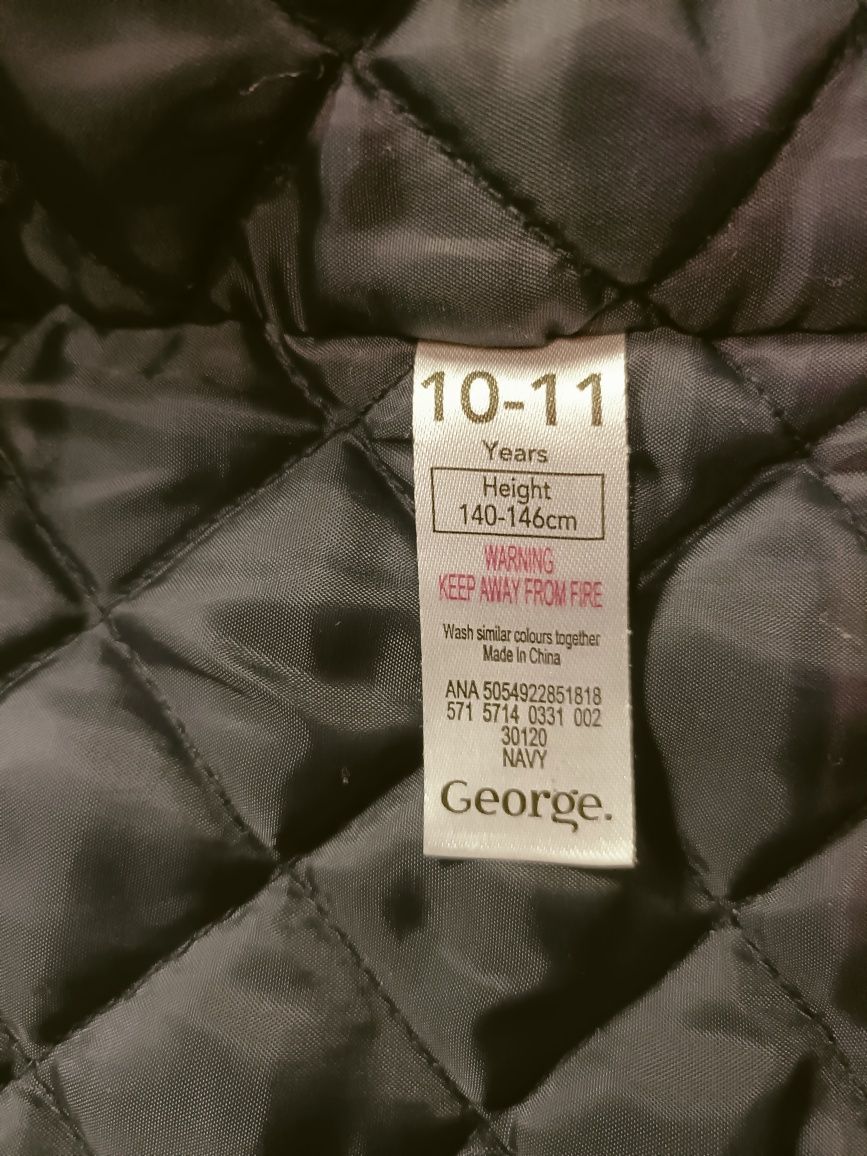 10-11
Years
Height
140-146cm
WARNING
KEEP AWAY FROM FIRE
Wash similar colours together
Made In China
ANA 5054922851818
571 5714 0331 002
30120
NAVY
George.